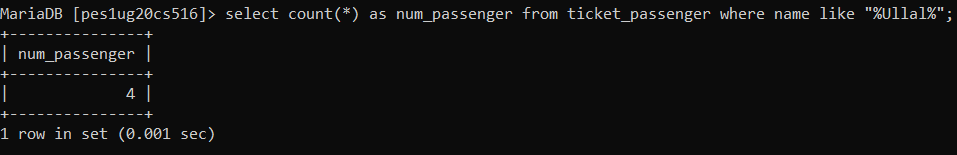 MariaDB [pes1ug20cs516]> select count(*) as num_passenger from ticket_passenger where name like "%Ullal%";
+---------------+
| num_passenger |
+---------------+
|             4 |
+---------------+
1 row in set (0.001 sec)